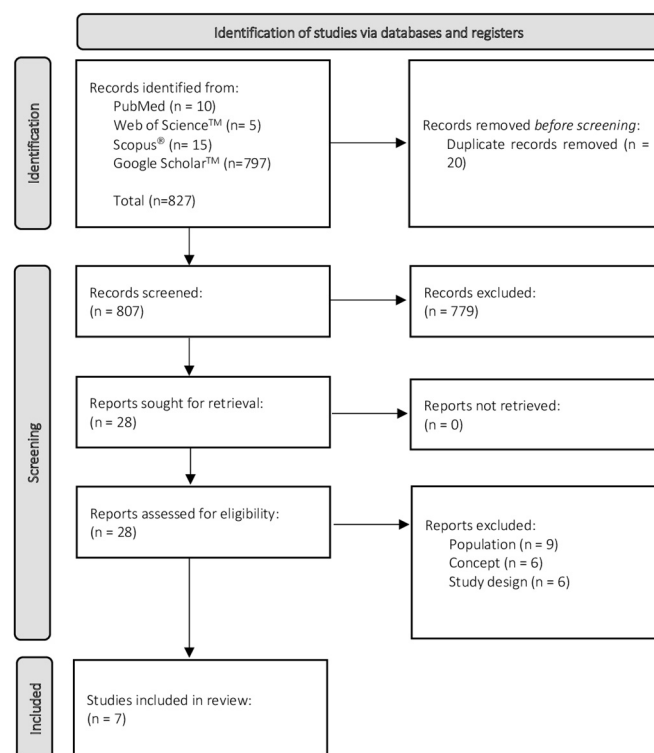 Identification of studies via databases and registers
Identification
Records identified from:
PubMed (n = 10)
Web of Science™ (n= 5)
Scopus® (n= 15)
Google Scholar™ (n=797)
Total (n=827)
Records removed before screening:
Duplicate records removed (n =
20)
Screening
Records screened:
(n = 807)
Records excluded:
(n = 779)
Reports sought for retrieval:
(n = 28)
Reports not retrieved:
(n = 0)
Reports assessed for eligibility:
(n = 28)
Reports excluded:
Population (n = 9)
Concept (n = 6)
Study design (n = 6)
Included
Studies included in review:
(n = 7)